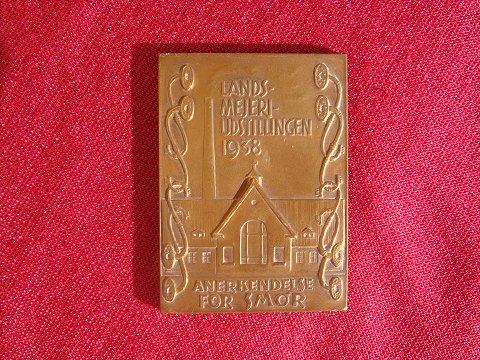 LANDS-
MEJERI-
UDSTILLINGEN
1938
ANERKENDELSE
FOR SMØR